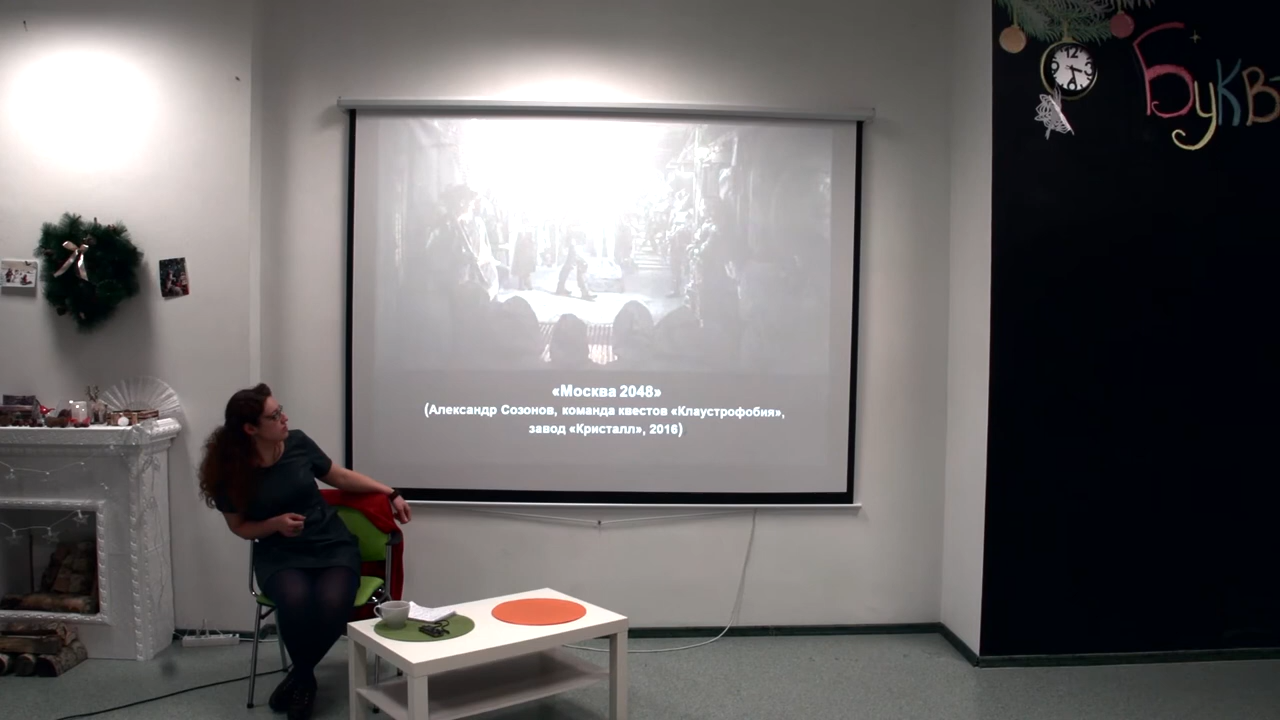 «Москва 2048»
(Александр Созонов, команда квестов «Клаустрофобия»,
завод «Кристалл», 2016)
Букв